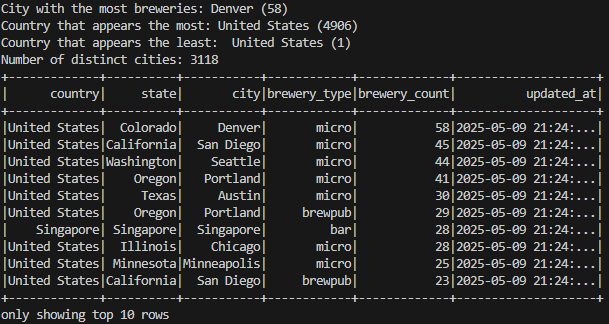 City with the most breweries: Denver (58)
Country that appears the most: United States (4906)
Country that appears the least:  United States (1)
Number of distinct cities: 3118
+-------------+----------+-----------+------------+-------------+--------------------+
|      country|     state|       city|brewery_type|brewery_count|          updated_at|
+-------------+----------+-----------+------------+-------------+--------------------+
|United States|  Colorado|     Denver|       micro|           58|2025-05-09 21:24:...|
|United States|California|  San Diego|       micro|           45|2025-05-09 21:24:...|
|United States|Washington|    Seattle|       micro|           44|2025-05-09 21:24:...|
|United States|    Oregon|   Portland|       micro|           41|2025-05-09 21:24:...|
|United States|     Texas|     Austin|       micro|           30|2025-05-09 21:24:...|
|United States|    Oregon|   Portland|     brewpub|           29|2025-05-09 21:24:...|
|    Singapore| Singapore|  Singapore|         bar|           28|2025-05-09 21:24:...|
|United States|  Illinois|    Chicago|       micro|           28|2025-05-09 21:24:...|
|United States| Minnesota|Minneapolis|       micro|           25|2025-05-09 21:24:...|
|United States|California|  San Diego|     brewpub|           23|2025-05-09 21:24:...|
+-------------+----------+-----------+------------+-------------+--------------------+
only showing top 10 rows